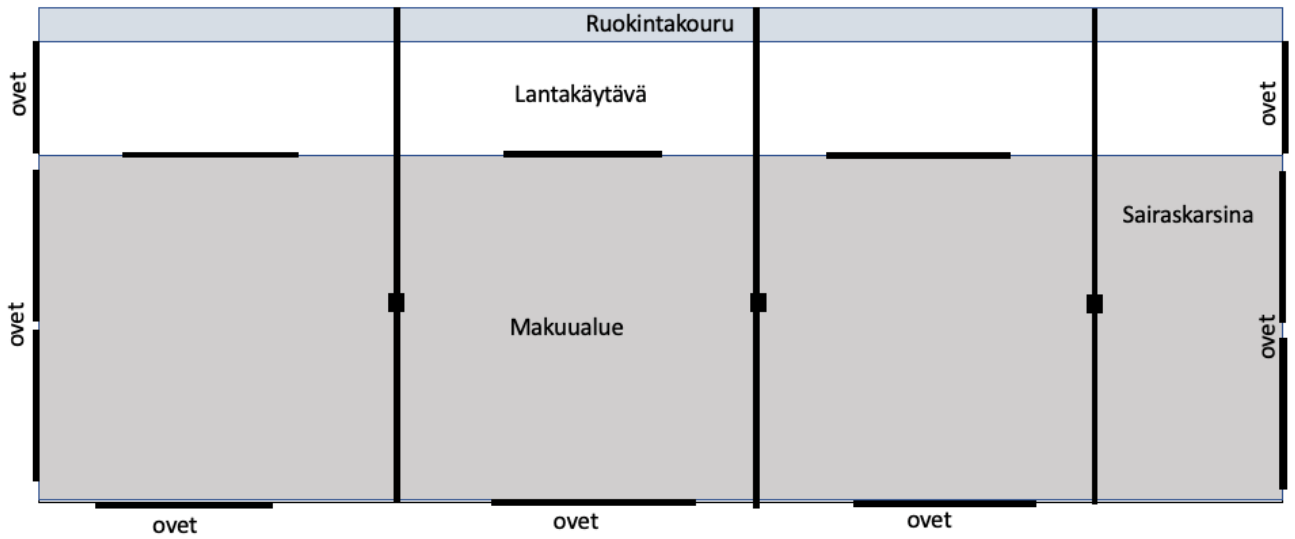 Ruokintakouru
ovet
Lantakäytävä
ovet
Sairaskarsina
ovet
Makuualue
ovet
ovet
ovet
ovet